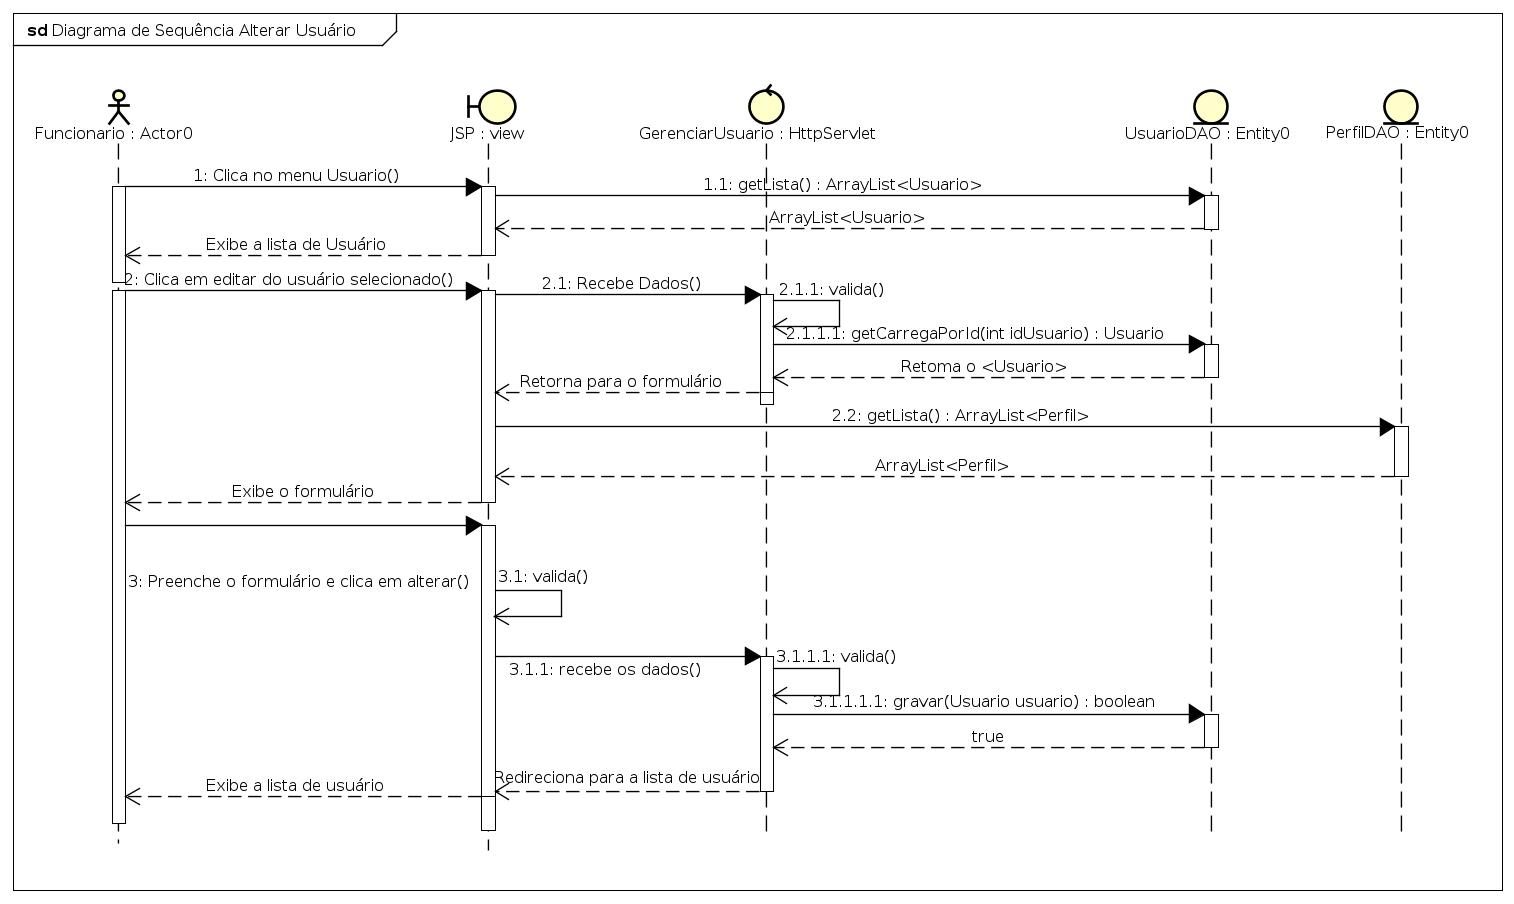 sd Diagrama de Sequência Alterar Usuário
Funcionario : Actor0
JSP : view
GerenciarUsuario : HttpServlet
UsuarioDAO : Entity0
PerfilDAO : Entity0
1: Clica no menu Usuario()
1.1: getLista() : ArrayList<Usuario>
ArrayList<Usuario>
Exibe a lista de Usuário
2: Clica em editar do usuário selecionado()
2.1: Recebe Dados()
2.1.1: valida()
2.1.1.1: getCarregaPorId(int idUsuario) : Usuario
Retorna o <Usuario>
Retorna para o formulário
2.2: getLista() : ArrayList<Perfil>
ArrayList<Perfil>
Exibe o formulário
3: Preenche o formulário e clica em alterar()
3.1: valida()
3.1.1: recebe os dados()
3.1.1.1: valida()
3.1.1.1.1: gravar(Usuario usuario) : boolean
true
Redireciona para a lista de usuário
Exibe a lista de usuário